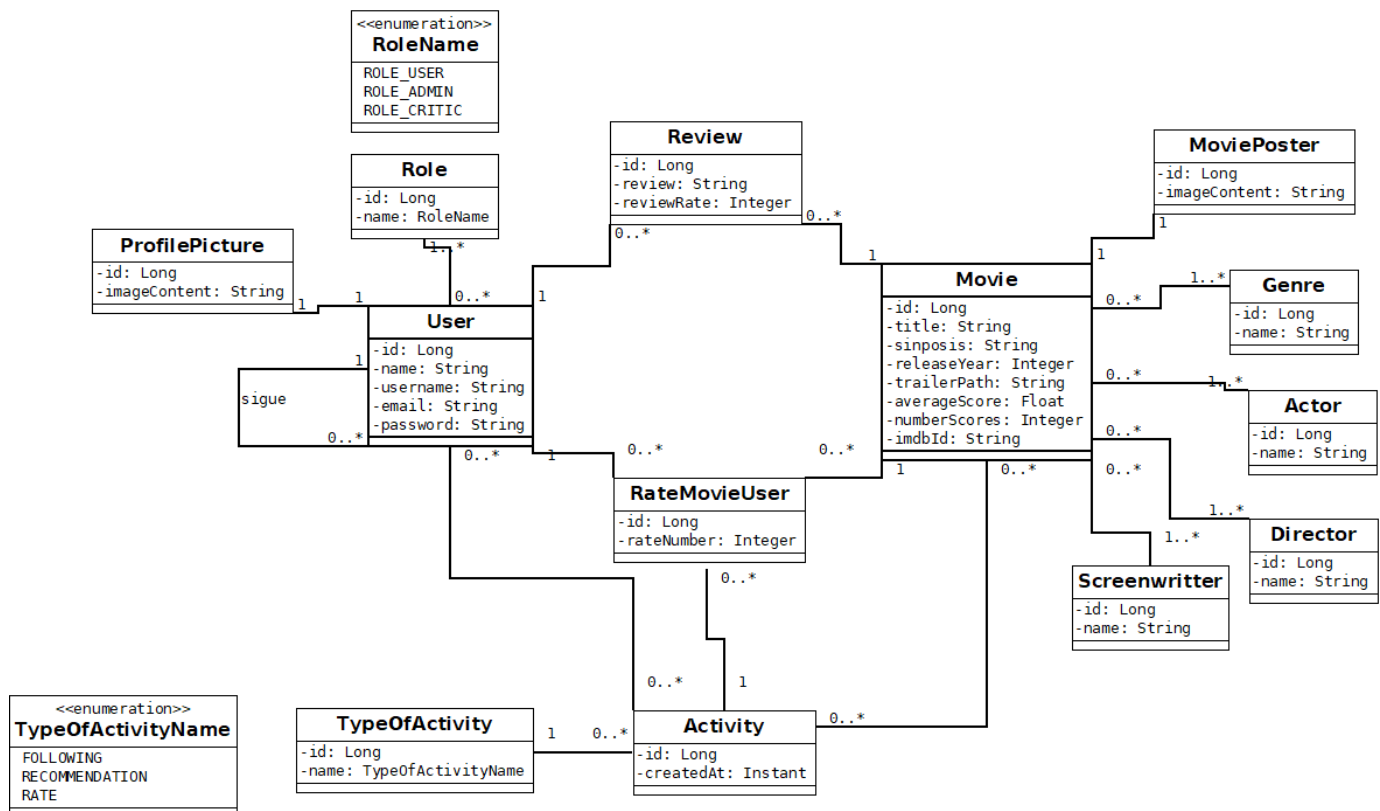 <<enumeration>>
RoleName
ROLE_USER
ROLE_ADMIN
ROLE_CRITIC
Role
-id: Long
-name: RoleName
1..*
0..*
ProfilePicture
-id: Long
-imageContent: String
1
1
User
-id: Long
-name: String
-username: String
-email: String
-password: String
1
sigue
0..*
0..*
1
1
Review
-id: Long
-review: String
-reviewRate: Integer
0..*
0..*
1
Movie
-id: Long
-title: String
-sinposis: String
-releaseYear: Integer
-trailerPath: String
-averageScore: Float
-numberScores: Integer
-imdbId: String
MoviePoster
-id: Long
-imageContent: String
1
1
Genre
-id: Long
-name: String
1..*
0..*
Actor
-id: Long
-name: String
0..*
1..*
Director
-id: Long
-name: String
0..*
1..*
Screenwritter
-id: Long
-name: String
0..*
1..*
RateMovieUser
-id: Long
-rateNumber: Integer
0..*
0..*
1
0..*
0..*
1
0..*
0..*
TypeOfActivity
-id: Long
-name: TypeOfActivityName
1
0..*
Activity
-id: Long
-createdAt: Instant
<<enumeration>>
TypeOfActivityName
FOLLOWING
RECOMMENDATION
RATE